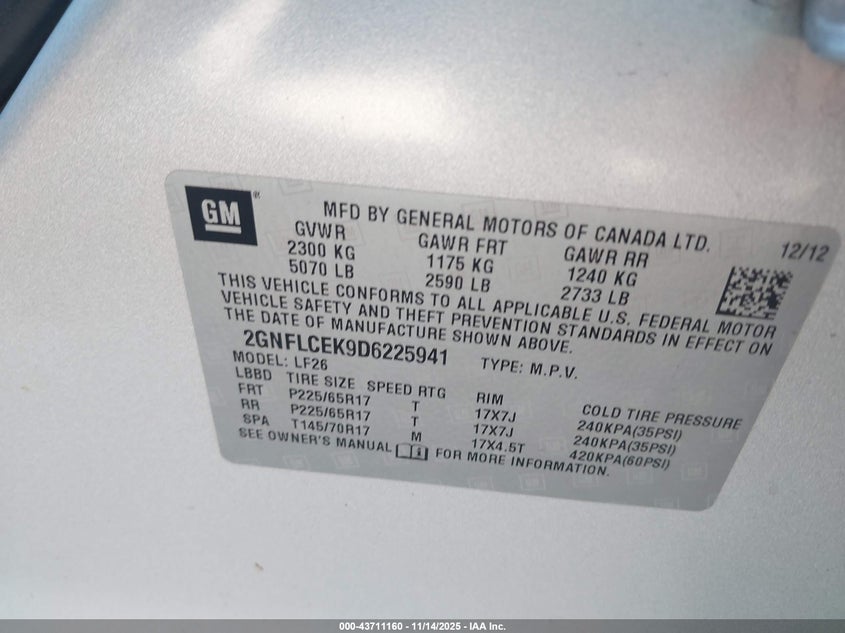 GM®
MFD BY GENERAL MOTORS OF CANADA LTD.
12/12
GVWR GAWR FRT GAWR RR
2300 KG 1175 KG 1240 KG
5070 LB 2590 LB 2733 LB
THIS VEHICLE CONFORMS TO ALL APPLICABLE U.S. FEDERAL MOTOR
VEHICLE SAFETY AND THEFT PREVENTION STANDARDS IN EFFECT ON
THE DATE OF MANUFACTURE SHOWN ABOVE.
2GNFLCEK9D6225941 TYPE: M.P.V.
MODEL: LF26
LBBD TIRE SIZE SPEED RTG RIM COLD TIRE PRESSURE
FRT P225/65R17 T 17X7J 240KPA(35PSI)
RR P225/65R17 T 17X7J 240KPA(35PSI)
SPA T145/70R17 M 17X4.5T 420KPA(60PSI)
SEE OWNER'S MANUAL FOR MORE INFORMATION.
000-43711160 - 11/14/2025 - IAA Inc.